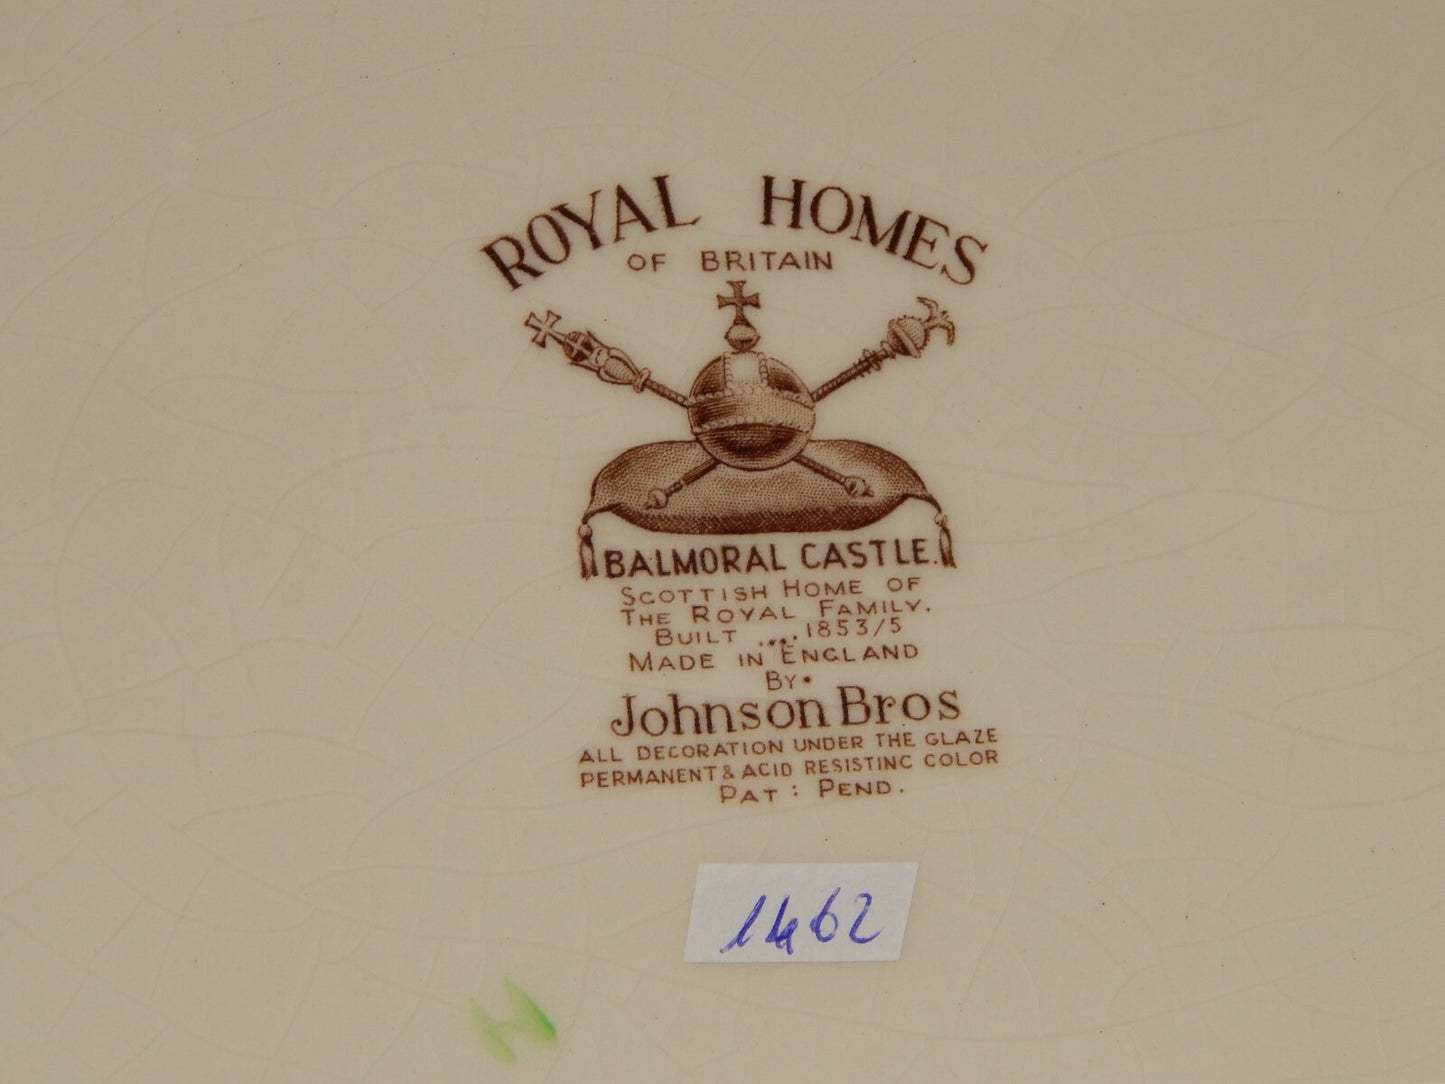 ROYAL HOMES
OF BRITAIN
BALMORAL CASTLE.
SCOTTISH HOME OF
THE ROYAL FAMILY.
BUILT ....1853/5
MADE IN ENGLAND
BY.
Johnson Bros
ALL DECORATION UNDER THE GLAZE
PERMANENT & ACID RESISTING COLOR
PAT : PEND.
1462
H